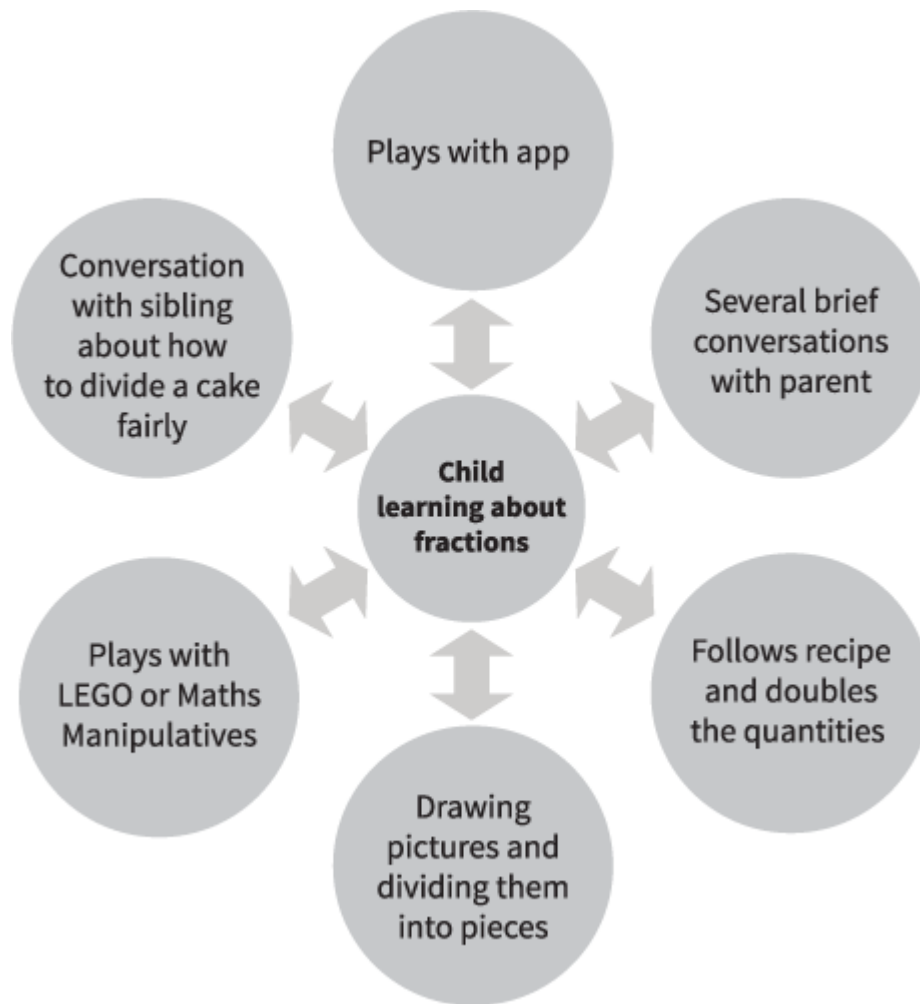 Plays with app
Several brief
conversations
with parent
Follows recipe
and doubles
the quantities
Drawing
pictures and
dividing them
into pieces
Plays with
LEGO or Maths
Manipulatives
Conversation
with sibling
about how
to divide a cake
fairly
Child
learning about
fractions